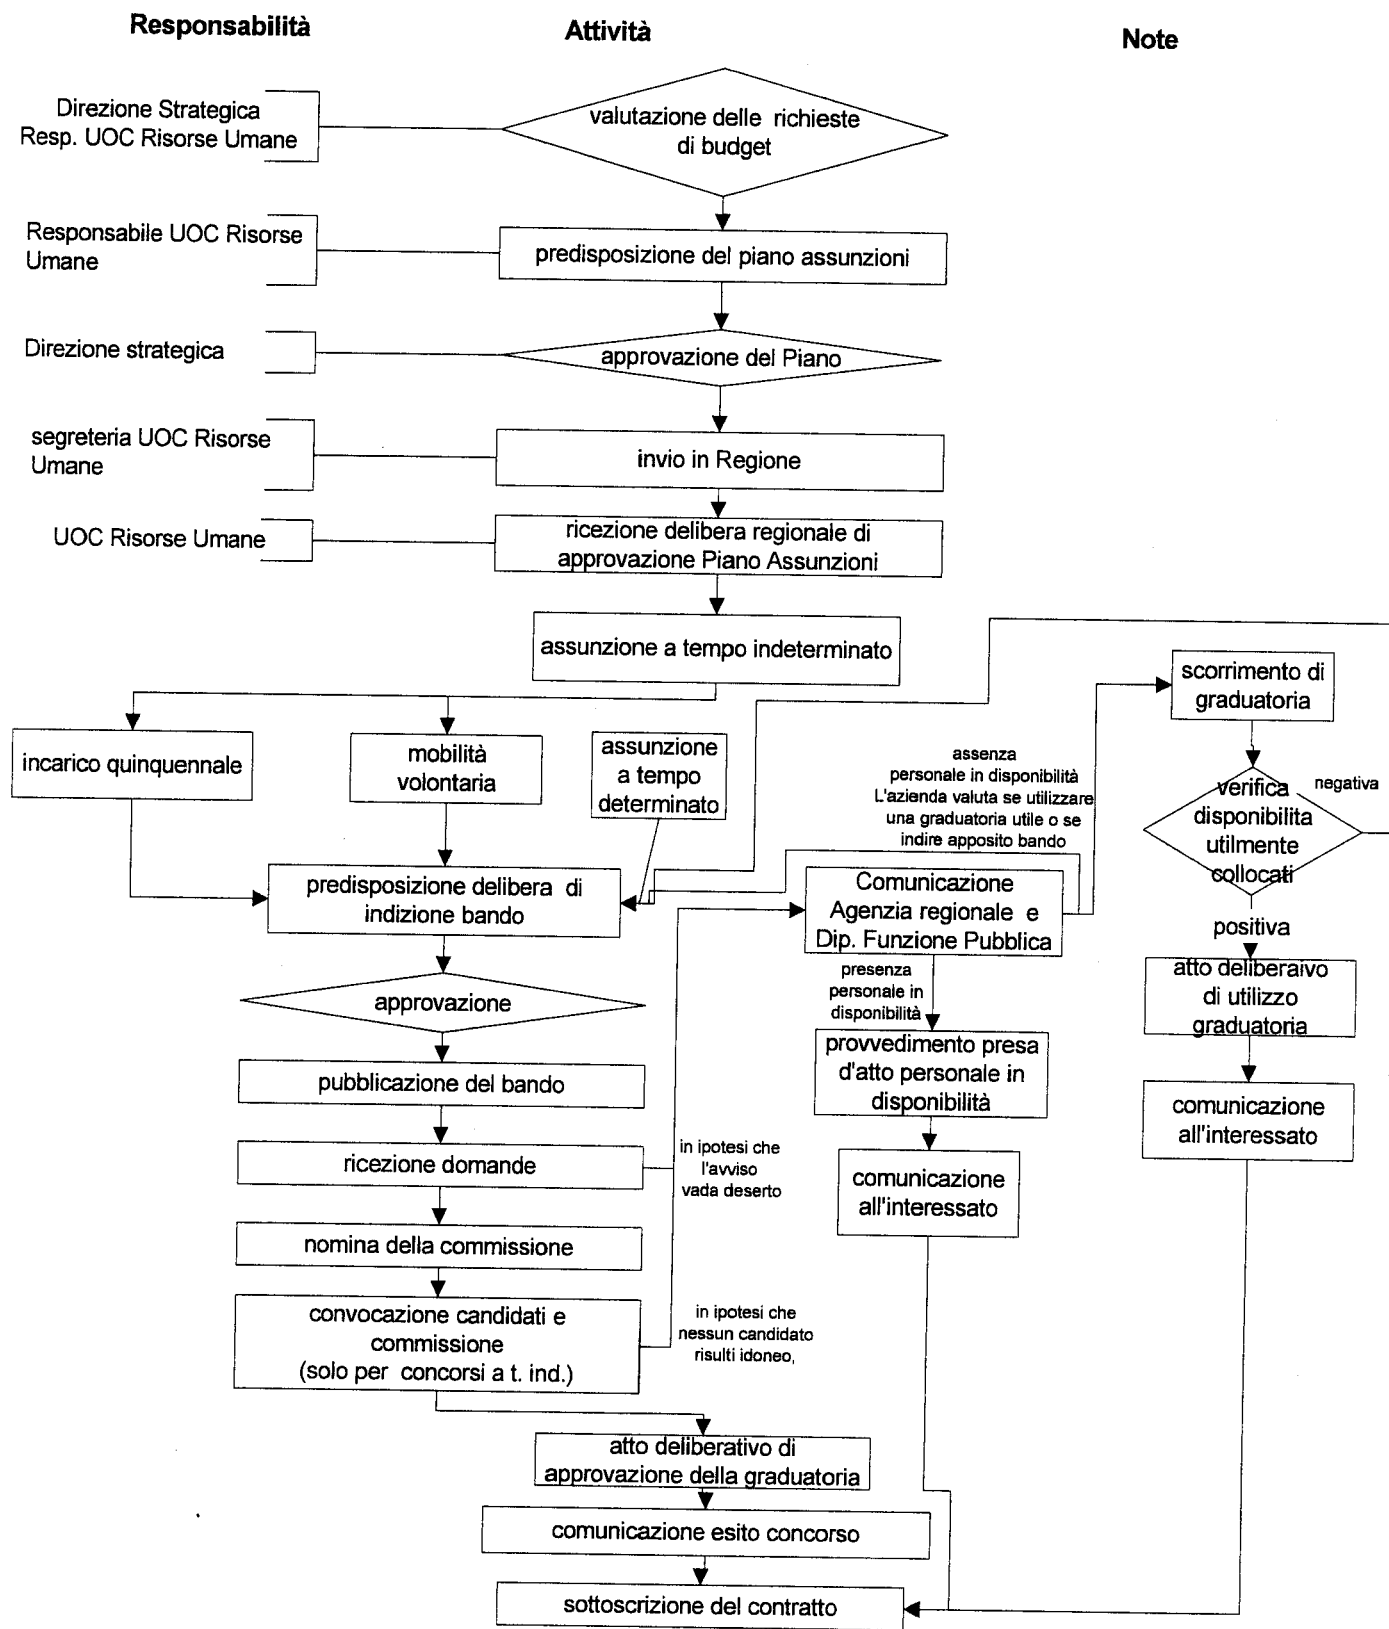 Responsabilità
Attività
Note
Direzione Strategica
Resp. UOC Risorse Umane
valutazione delle richieste
di budget
Responsabile UOC Risorse
Umane
predisposizione del piano assunzioni
Direzione strategica
approvazione del Piano
segreteria UOC Risorse
Umane
invio in Regione
UOC Risorse Umane
ricezione delibera regionale di
approvazione Piano Assunzioni
assunzione a tempo indeterminato
incarico quinquennale
mobilità
volontaria
assunzione
a tempo
determinato
assenza
personale in disponibilità
L'azienda valuta se utilizzare
una graduatoria utile o se
indire apposito bando
scorrimento di
graduatoria
verifica
disponibilita
utilmente
collocati
negativa
positiva
predisposizione delibera di
indizione bando
Comunicazione
Agenzia regionale e
Dip. Funzione Pubblica
presenza
personale in
disponibilità
atto deliberaivo
di utilizzo
graduatoria
approvazione
provvedimento presa
d'atto personale in
disponibilità
pubblicazione del bando
comunicazione
all'interessato
ricezione domande
in ipotesi che
l'avviso
vada deserto
comunicazione
all'interessato
nomina della commissione
convocazione candidati e
commissione
(solo per concorsi a t. ind.)
in ipotesi che
nessun candidato
risulti idoneo,
atto deliberativo di
approvazione della graduatoria
comunicazione esito concorso
sottoscrizione del contratto